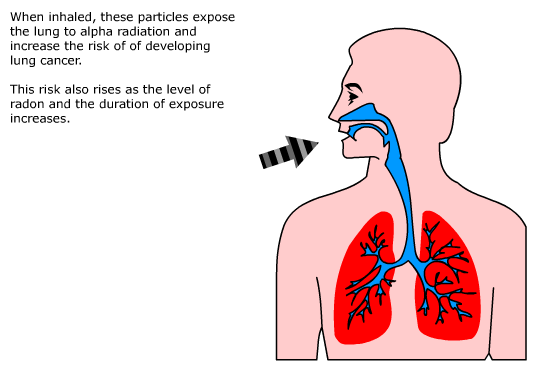 When inhaled, these particles expose
the lung to alpha radiation and
increase the risk of of developing
lung cancer.
This risk also rises as the level of
radon and the duration of exposure
increases.